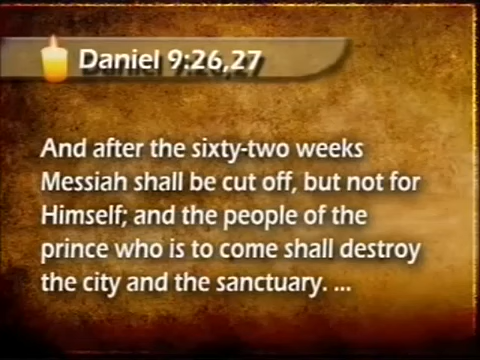 Daniel 9:26,27
And after the sixty-two weeks
Messiah shall be cut off, but not for
Himself; and the people of the
prince who is to come shall destroy
the city and the sanctuary. ...